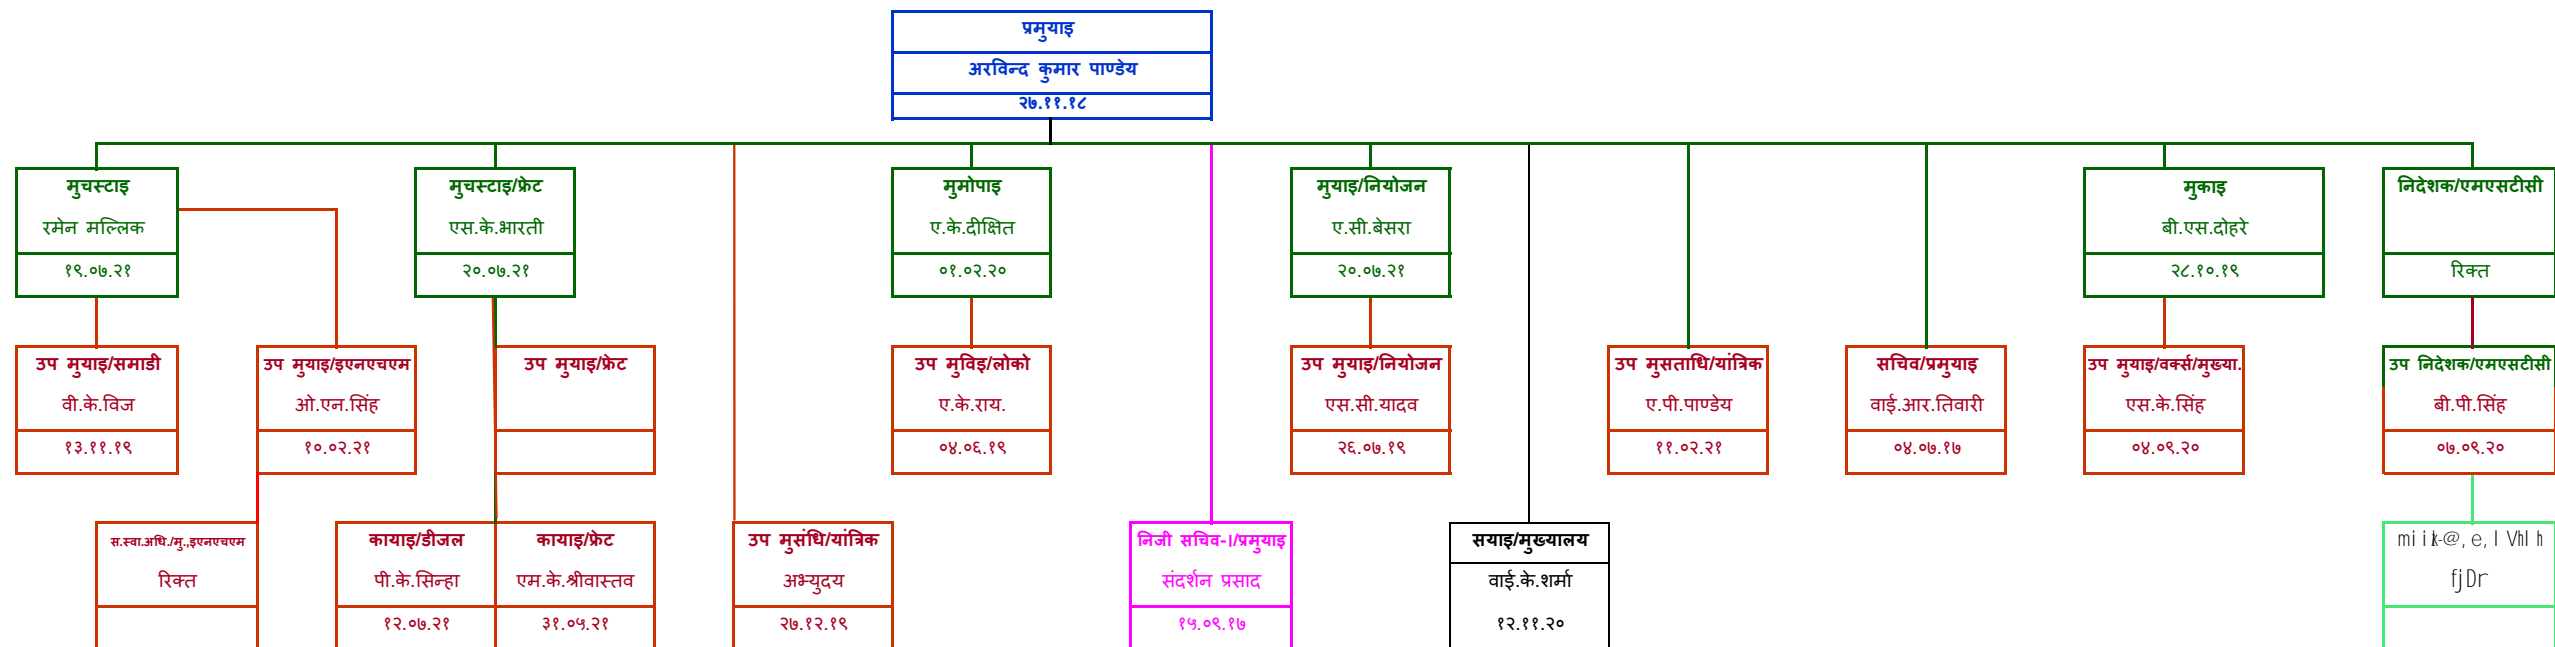 प्रमुयाइ
अरविन्द कुमार पाण्डेय
२७.११.१८
मुचस्टाइ
रमेन मल्लिक
१९.०७.२१
मुचस्टाइ/फ्रेट
एस.के.भारती
२०.०७.२१
मुमोपाइ
ए.के.दीक्षित
०१.०२.२०
मुयाइ/नियोजन
ए.सी.बेसरा
२०.०७.२१
मुकाइ
बी.एस.दोहरे
२८.१०.१९
निदेशक/एमएसटीसी
रिक्त
उप मुयाइ/समाडी
वी.के.विज
१३.११.१९
उप मुयाइ/इएनएचएम
ओ.एन.सिंह
१०.०२.२१
उप मुयाइ/फ्रेट
उप मुविइ/लोको
ए.के.राय.
०४.०६.१९
उप मुयाइ/नियोजन
एस.सी.यादव
२६.०७.१९
उप मुसताधि/यांत्रिक
ए.पी.पाण्डेय
११.०२.२१
सचिव/प्रमुयाइ
वाई.आर.तिवारी
०४.०७.१७
उप मुयाइ/वर्क्स/मुख्या.
एस.के.सिंह
०४.०९.२०
उप निदेशक/एमएसटीसी
बी.पी.सिंह
०७.०९.२०
स.स्वा.अधि./मु.,इएनएचएम
रिक्त
कायाइ/डीजल
पी.के.सिन्हा
१२.०७.२१
कायाइ/फ्रेट
एम.के.श्रीवास्तव
३१.०५.२१
उप मुसंधि/यांत्रिक
अभ्युदय
२७.१२.१९
निजी सचिव-।/प्रमुयाइ
संदर्शन प्रसाद
१५.०९.१७
सयाइ/मुख्यालय
वाई.के.शर्मा
१२.११.२०
fjDr